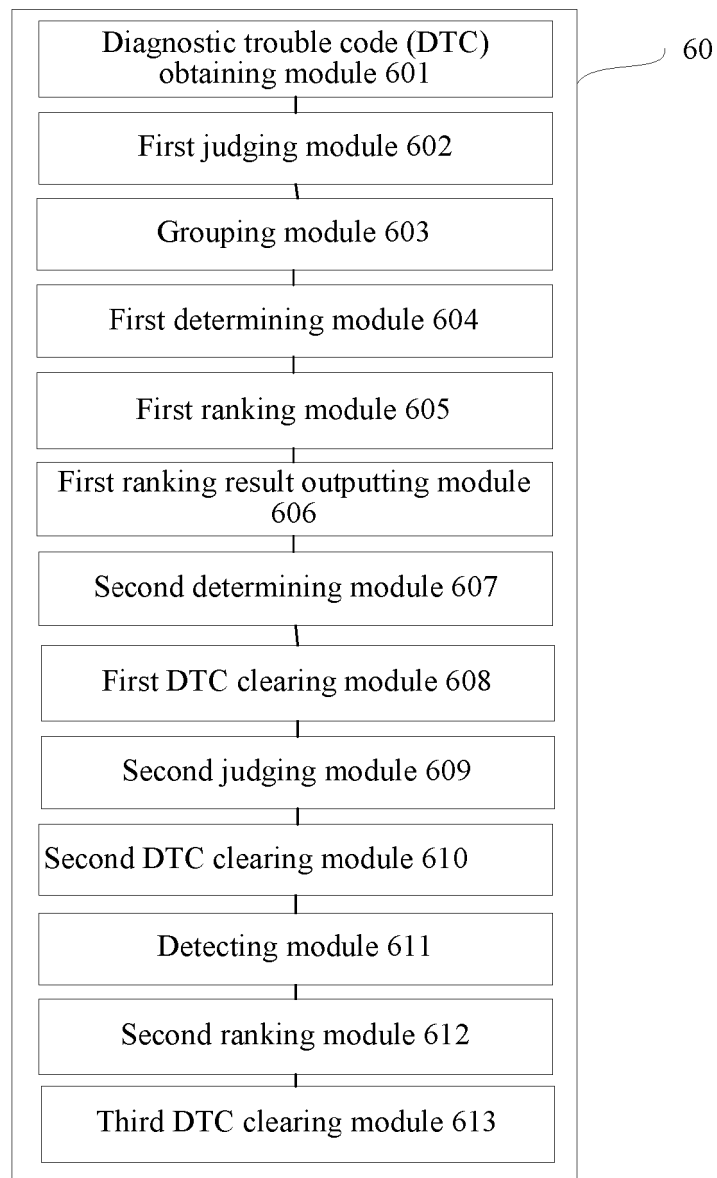 Diagnostic trouble code (DTC)
obtaining module 601
60
First judging module 602
Grouping module 603
First determining module 604
First ranking module 605
First ranking result outputting module
606
Second determining module 607
First DTC clearing module 608
Second judging module 609
Second DTC clearing module 610
Detecting module 611
Second ranking module 612
Third DTC clearing module 613